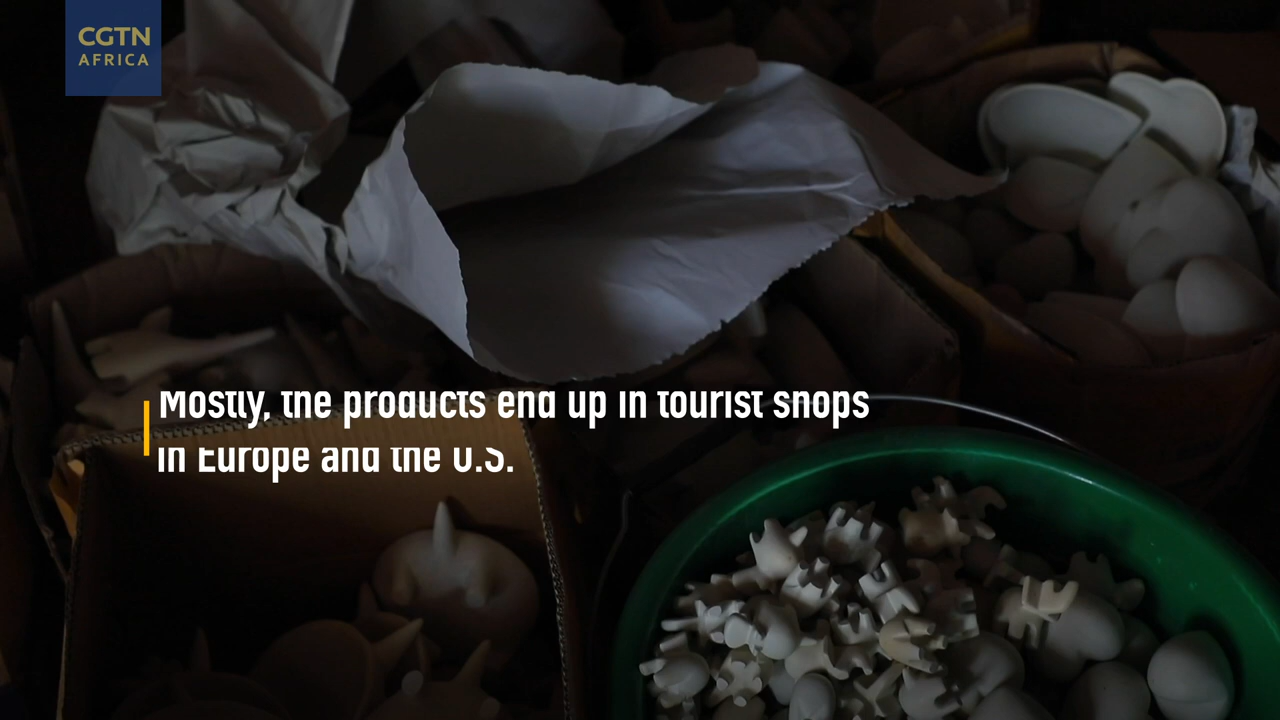 CGTN
AFRICA
Mostly, the products end up in tourist shops
in Europe and the U.S.